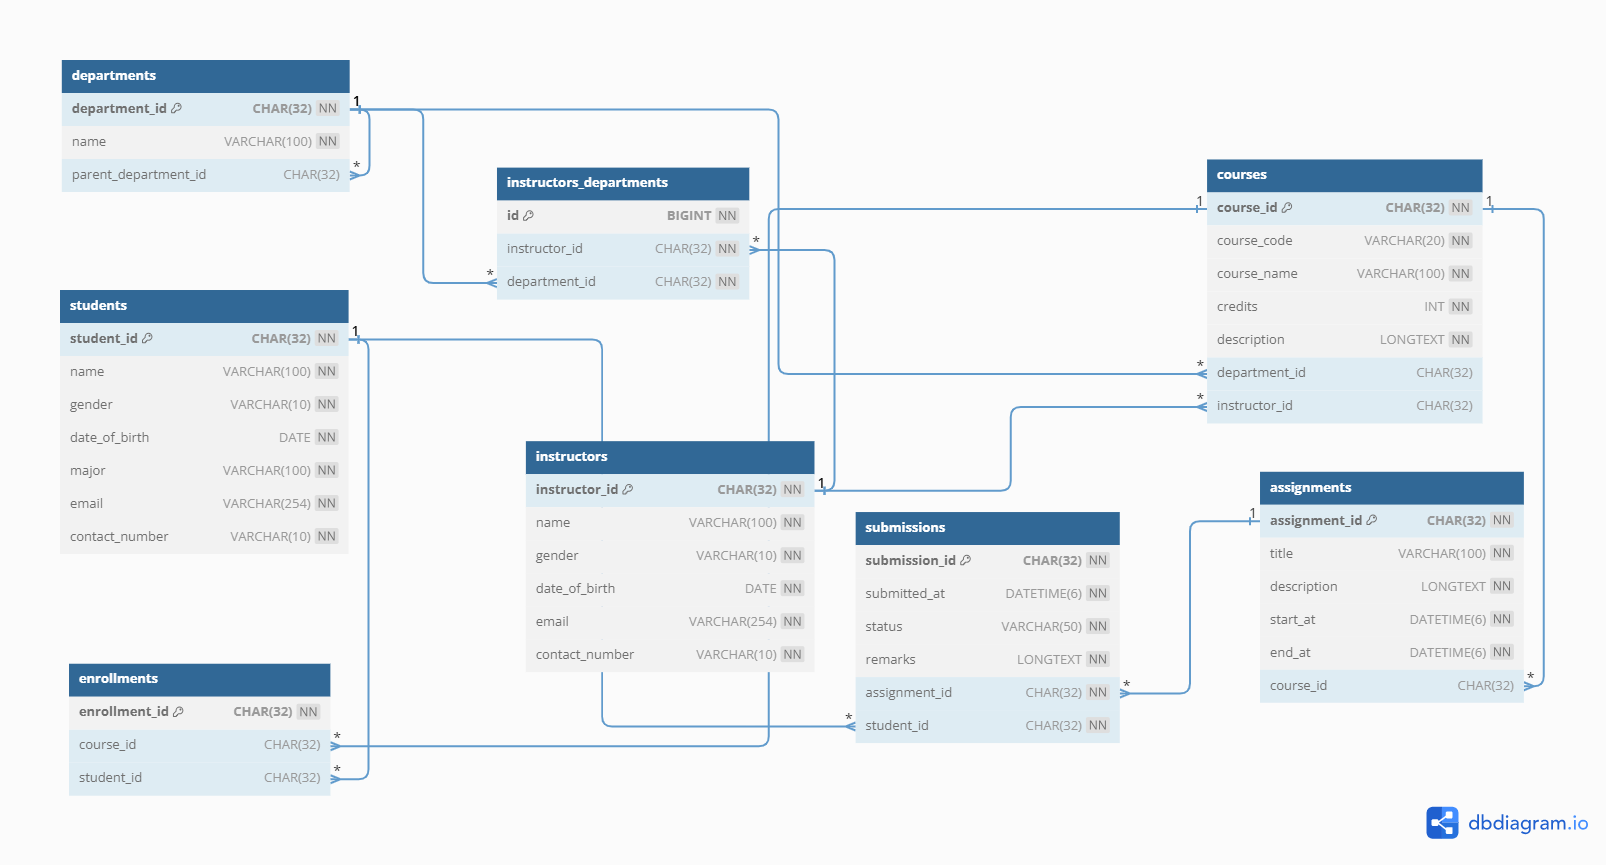 departments
department_id CHAR(32) NN
name VARCHAR(100) NN
parent_department_id CHAR(32)
1
*
instructors_departments
id BIGINT NN
instructor_id CHAR(32) NN
department_id CHAR(32) NN
*
*
courses
course_id CHAR(32) NN
course_code VARCHAR(20) NN
course_name VARCHAR(100) NN
credits INT NN
description LONGTEXT NN
department_id CHAR(32)
instructor_id CHAR(32)
1
1
*
*
students
student_id CHAR(32) NN
name VARCHAR(100) NN
gender VARCHAR(10) NN
date_of_birth DATE NN
major VARCHAR(100) NN
email VARCHAR(254) NN
contact_number VARCHAR(10) NN
1
instructors
instructor_id CHAR(32) NN
name VARCHAR(100) NN
gender VARCHAR(10) NN
date_of_birth DATE NN
email VARCHAR(254) NN
contact_number VARCHAR(10) NN
1
submissions
submission_id CHAR(32) NN
submitted_at DATETIME(6) NN
status VARCHAR(50) NN
remarks LONGTEXT NN
assignment_id CHAR(32) NN
student_id CHAR(32) NN
*
*
assignments
assignment_id CHAR(32) NN
title VARCHAR(100) NN
description LONGTEXT NN
start_at DATETIME(6) NN
end_at DATETIME(6) NN
course_id CHAR(32)
1
*
enrollments
enrollment_id CHAR(32) NN
course_id CHAR(32)
student_id CHAR(32)
*
*
dbdiagram.io